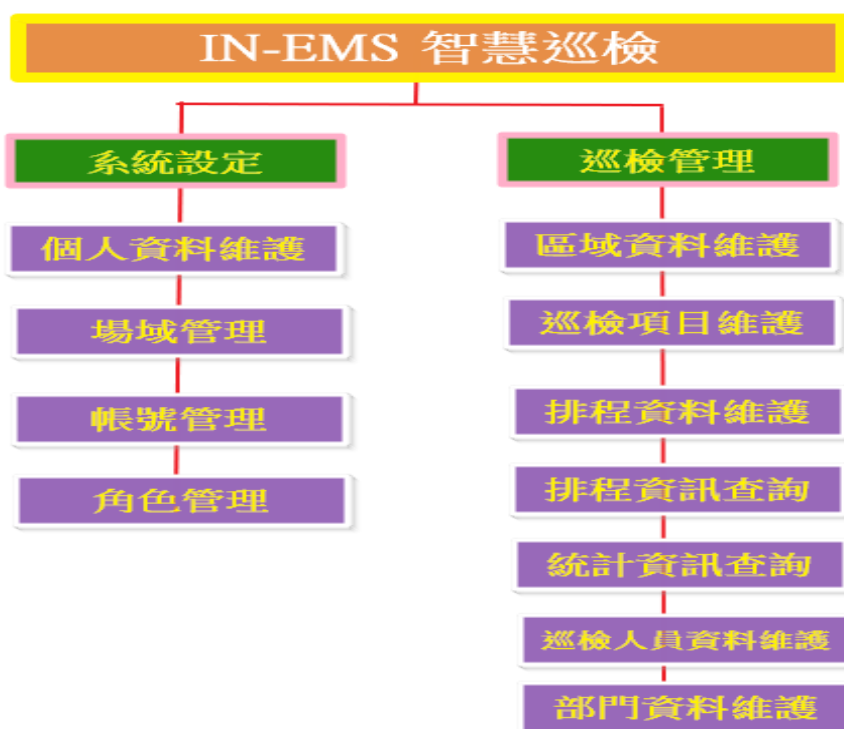 IN-EMS 智慧巡檢
系統設定
個人資料維護
場域管理
帳號管理
角色管理
巡檢管理
區域資料維護
巡檢項目維護
排程資料維護
排程資訊查詢
統計資訊查詢
巡檢人員資料維護
部門資料維護